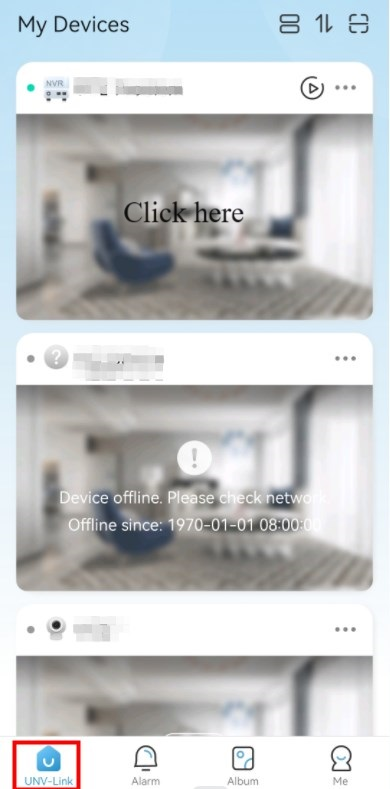 My Devices
NVR
Click here
?
!
Device offline. Please check network.
Offline since: 1970-01-01 08:00:00
UNV-Link
Alarm
Album
Me